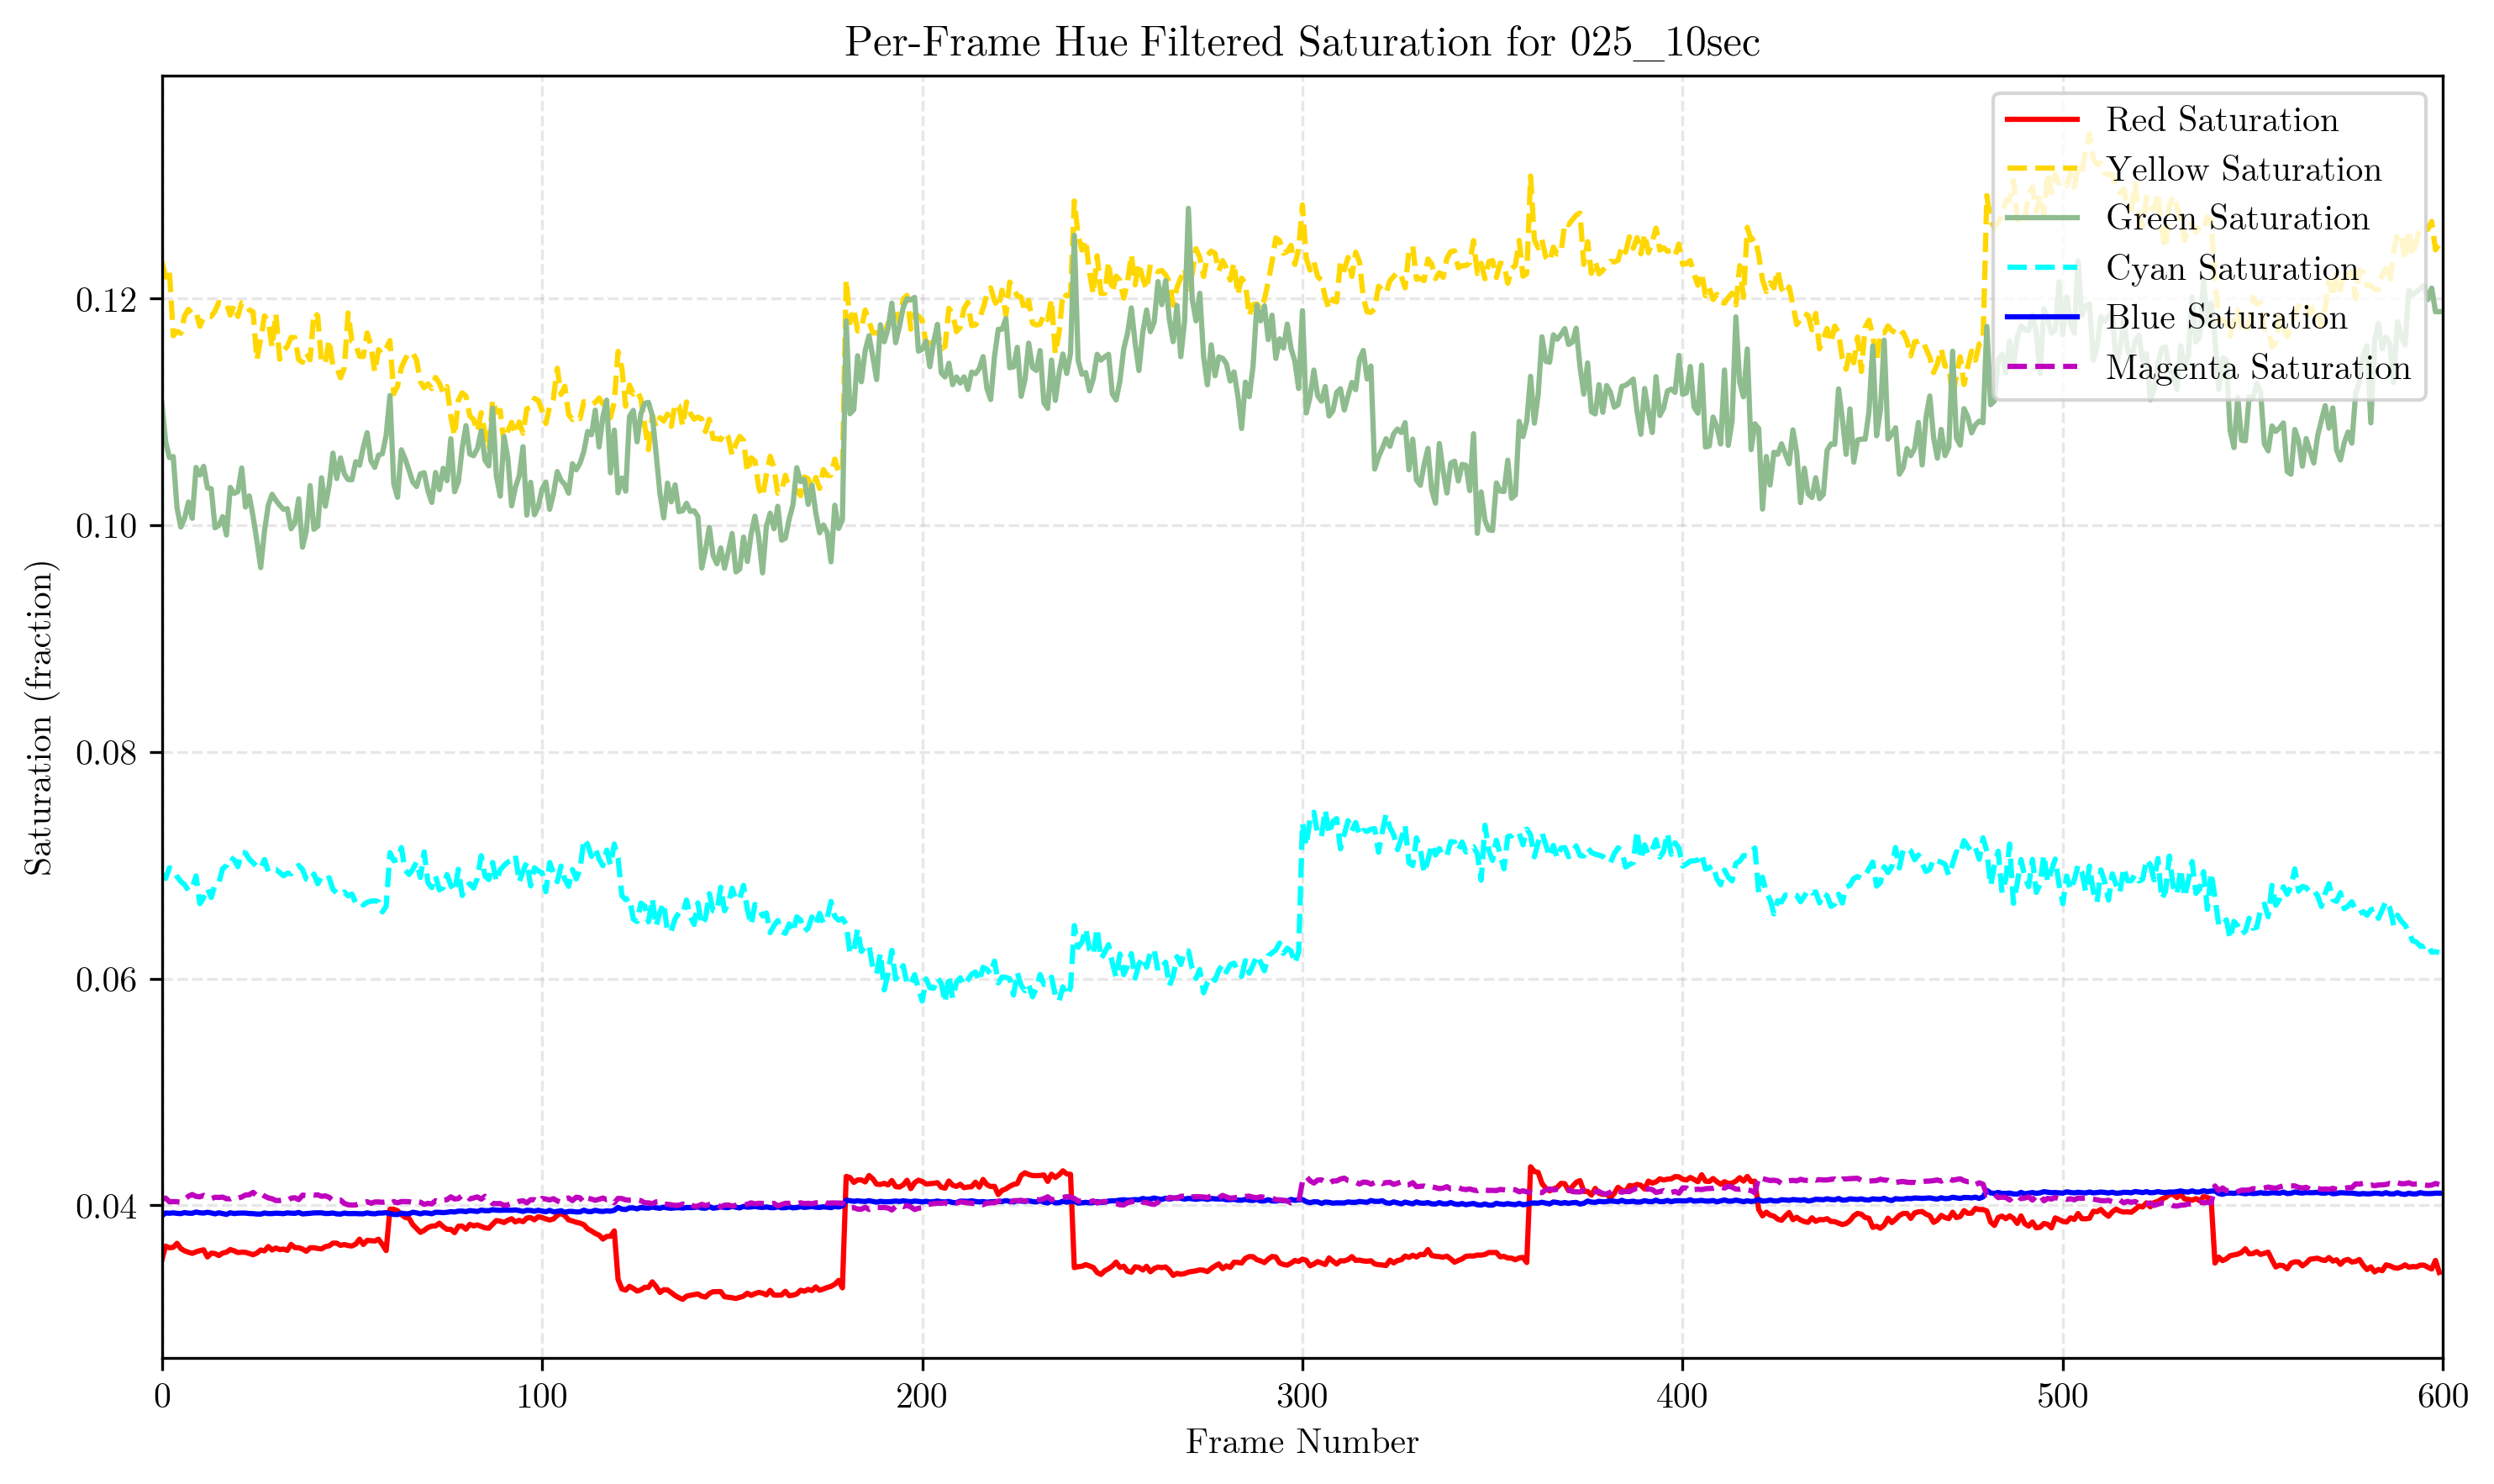 Per-Frame Hue Filtered Saturation for 025_10sec
Red Saturation
Yellow Saturation
Green Saturation
Cyan Saturation
Blue Saturation
Magenta Saturation
Saturation (fraction)
0.12
0.10
0.08
0.06
0.04
0 100 200 300 400 500 600
Frame Number